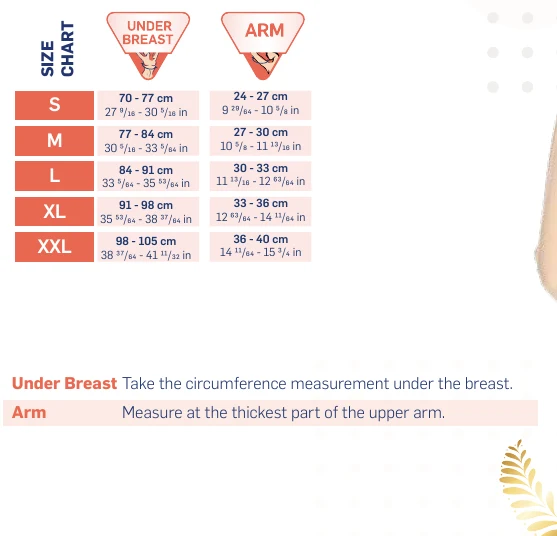 SIZE
CHART
UNDER
BREAST
ARM
S
70 - 77 cm
27 ⁹/₁₆ - 30 ⁵/₁₆ in
24 - 27 cm
9 ²⁹/₆₄ - 10 ⁵/₈ in
M
77 - 84 cm
30 ⁵/₁₆ - 33 ⁵/₆₄ in
27 - 30 cm
10 ⁵/₈ - 11 ¹³/₁₆ in
L
84 - 91 cm
33 ⁵/₆₄ - 35 ⁵³/₆₄ in
30 - 33 cm
11 ¹³/₁₆ - 12 ⁶³/₆₄ in
XL
91 - 98 cm
35 ⁵³/₆₄ - 38 ³⁷/₆₄ in
33 - 36 cm
12 ⁶³/₆₄ - 14 ¹¹/₆₄ in
XXL
98 - 105 cm
38 ³⁷/₆₄ - 41 ¹¹/₃₂ in
36 - 40 cm
14 ¹¹/₆₄ - 15 ³/₄ in
Under Breast Take the circumference measurement under the breast.
Arm Measure at the thickest part of the upper arm.